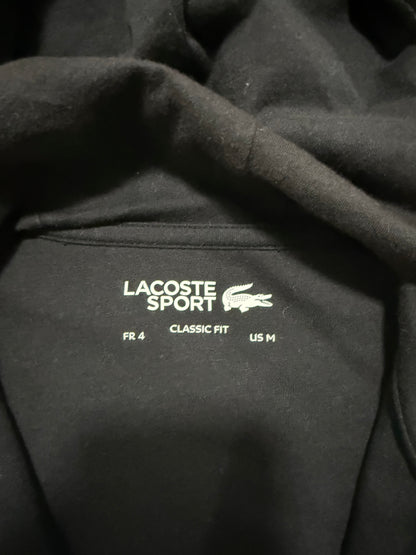 LACOSTE
SPORT
CLASSIC FIT
FR 4
US M